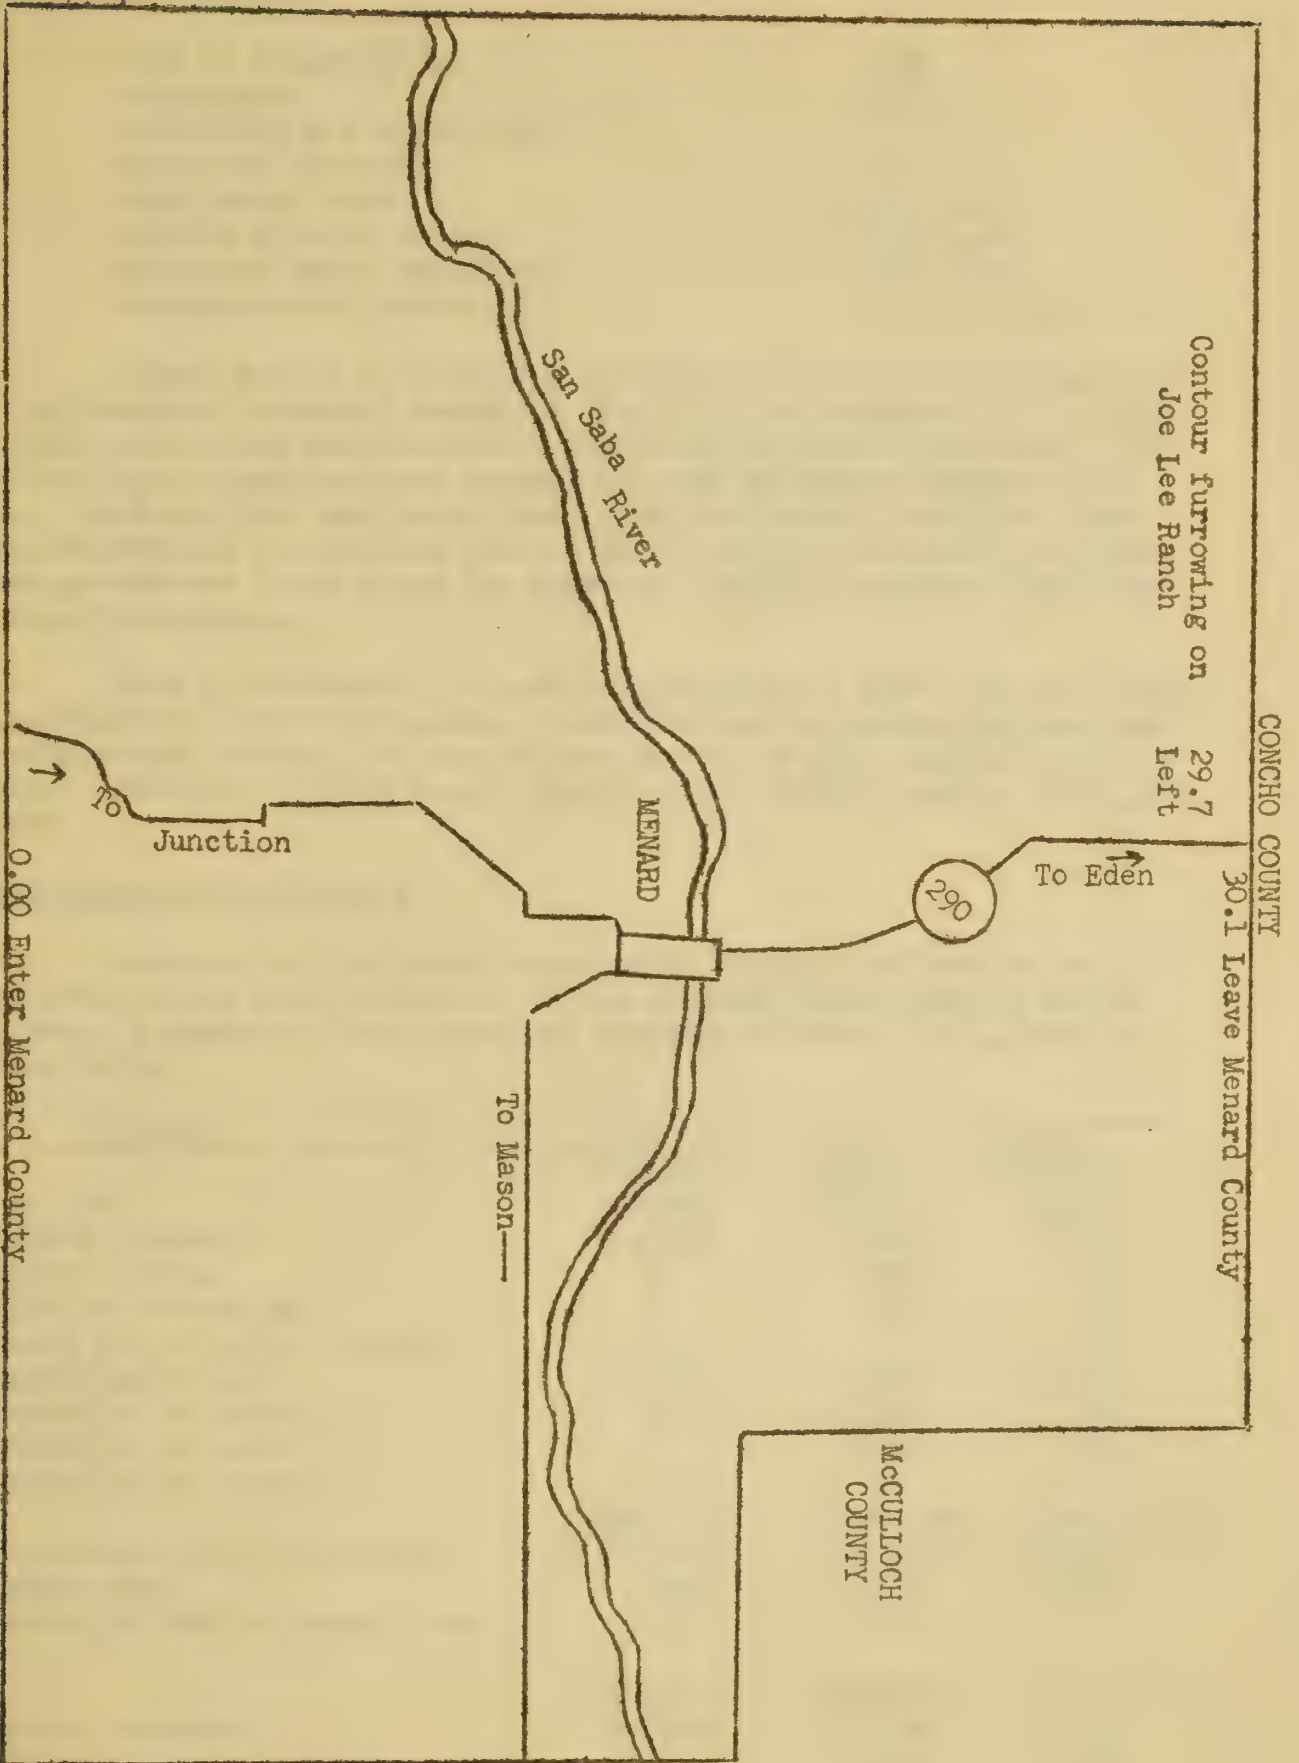 CONCHO COUNTY
30.1 Leave Menard County
Contour furrowing on
Joe Lee Ranch
29.7
Left
To Eden
290
McCULLOCH
COUNTY
San Saba River
MENARD
To Mason
To
Junction
0.00 Enter Menard County